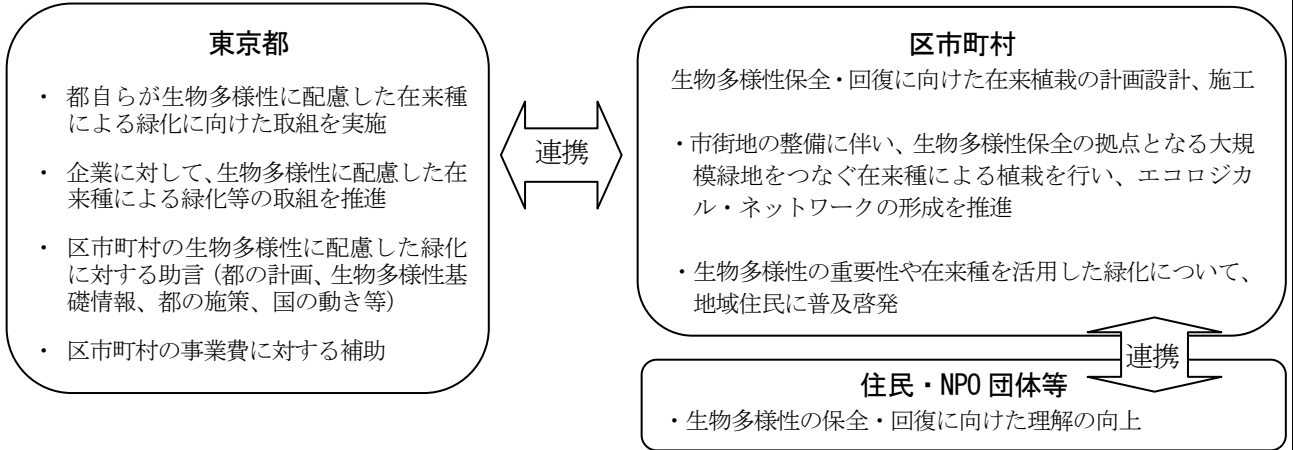 東京都
・ 都自らが生物多様性に配慮した在来種
による緑化に向けた取組を実施
・ 企業に対して、生物多様性に配慮した在
来種による緑化等の取組を推進
・ 区市町村の生物多様性に配慮した緑化
に対する助言（都の計画、生物多様性基
礎情報、都の施策、国の動き等）
・ 区市町村の事業費に対する補助
連携
区市町村
生物多様性保全・回復に向けた在来植栽の計画設計、施工
・市街地の整備に伴い、生物多様性保全の拠点となる大規
模緑地をつなぐ在来種による植栽を行い、エコロジカ
ル・ネットワークの形成を推進
・生物多様性の重要性や在来種を活用した緑化について、
地域住民に普及啓発
連携
住民・NPO 団体等
・生物多様性の保全・回復に向けた理解の向上